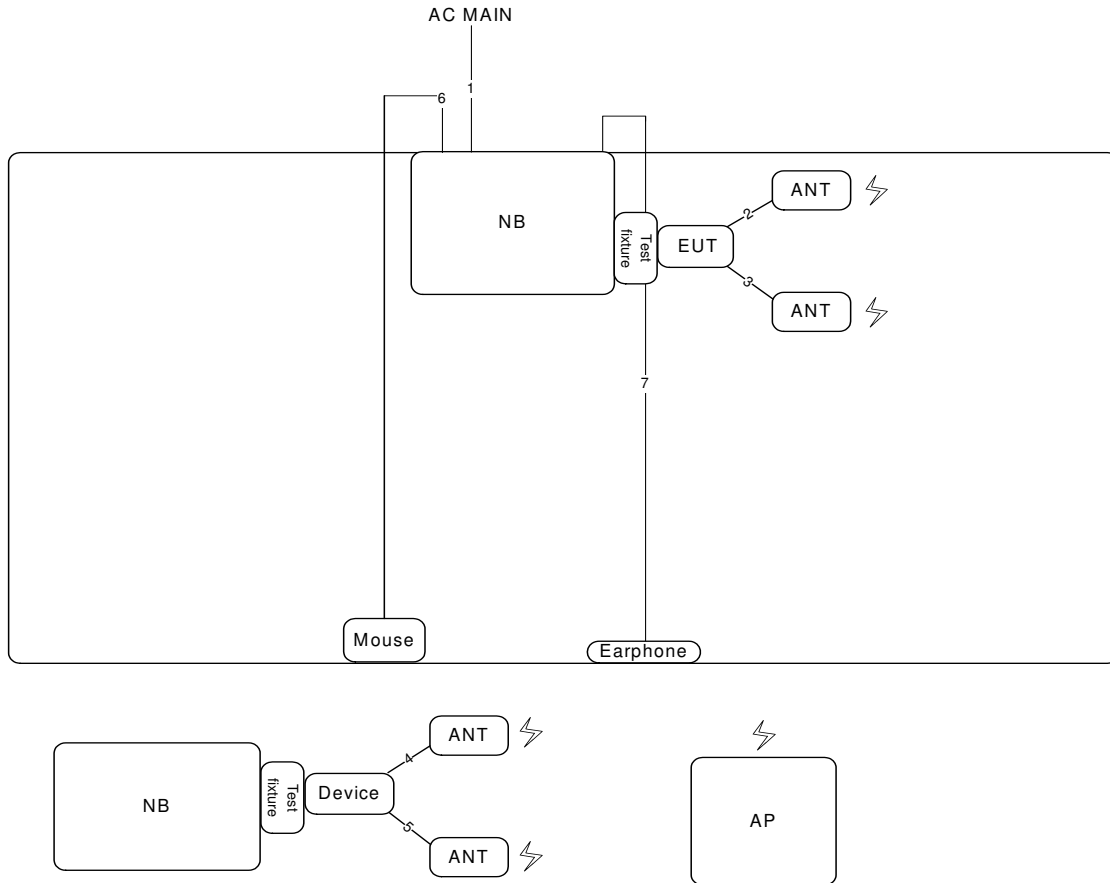 AC MAIN
6
1
NB
Test
fixture
EUT
2
ANT
3
ANT
7
Mouse
Earphone
NB
Test
fixture
Device
4
ANT
5
ANT
AP